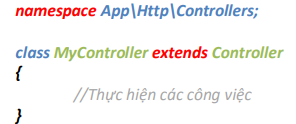 namespace App\Http\Controllers;
class MyController extends Controller
{
//Thực hiện các công việc
}